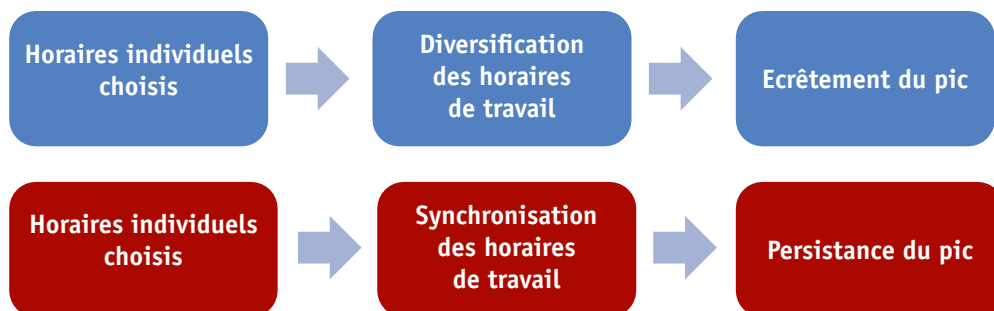 Horaires individuels
choisis
Diversification
des horaires
de travail
Ecrêtement du pic
Horaires individuels
choisis
Synchronisation
des horaires
de travail
Persistance du pic